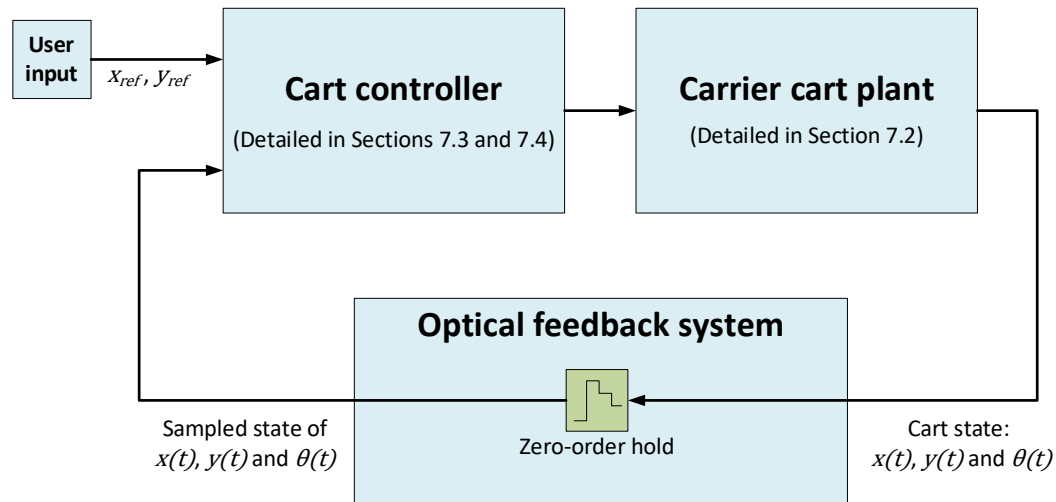 User
input
x_ref, y_ref
Cart controller
(Detailed in Sections 7.3 and 7.4)
Carrier cart plant
(Detailed in Section 7.2)
Optical feedback system
Zero-order hold
Sampled state of
x(t), y(t) and θ(t)
Cart state:
x(t), y(t) and θ(t)